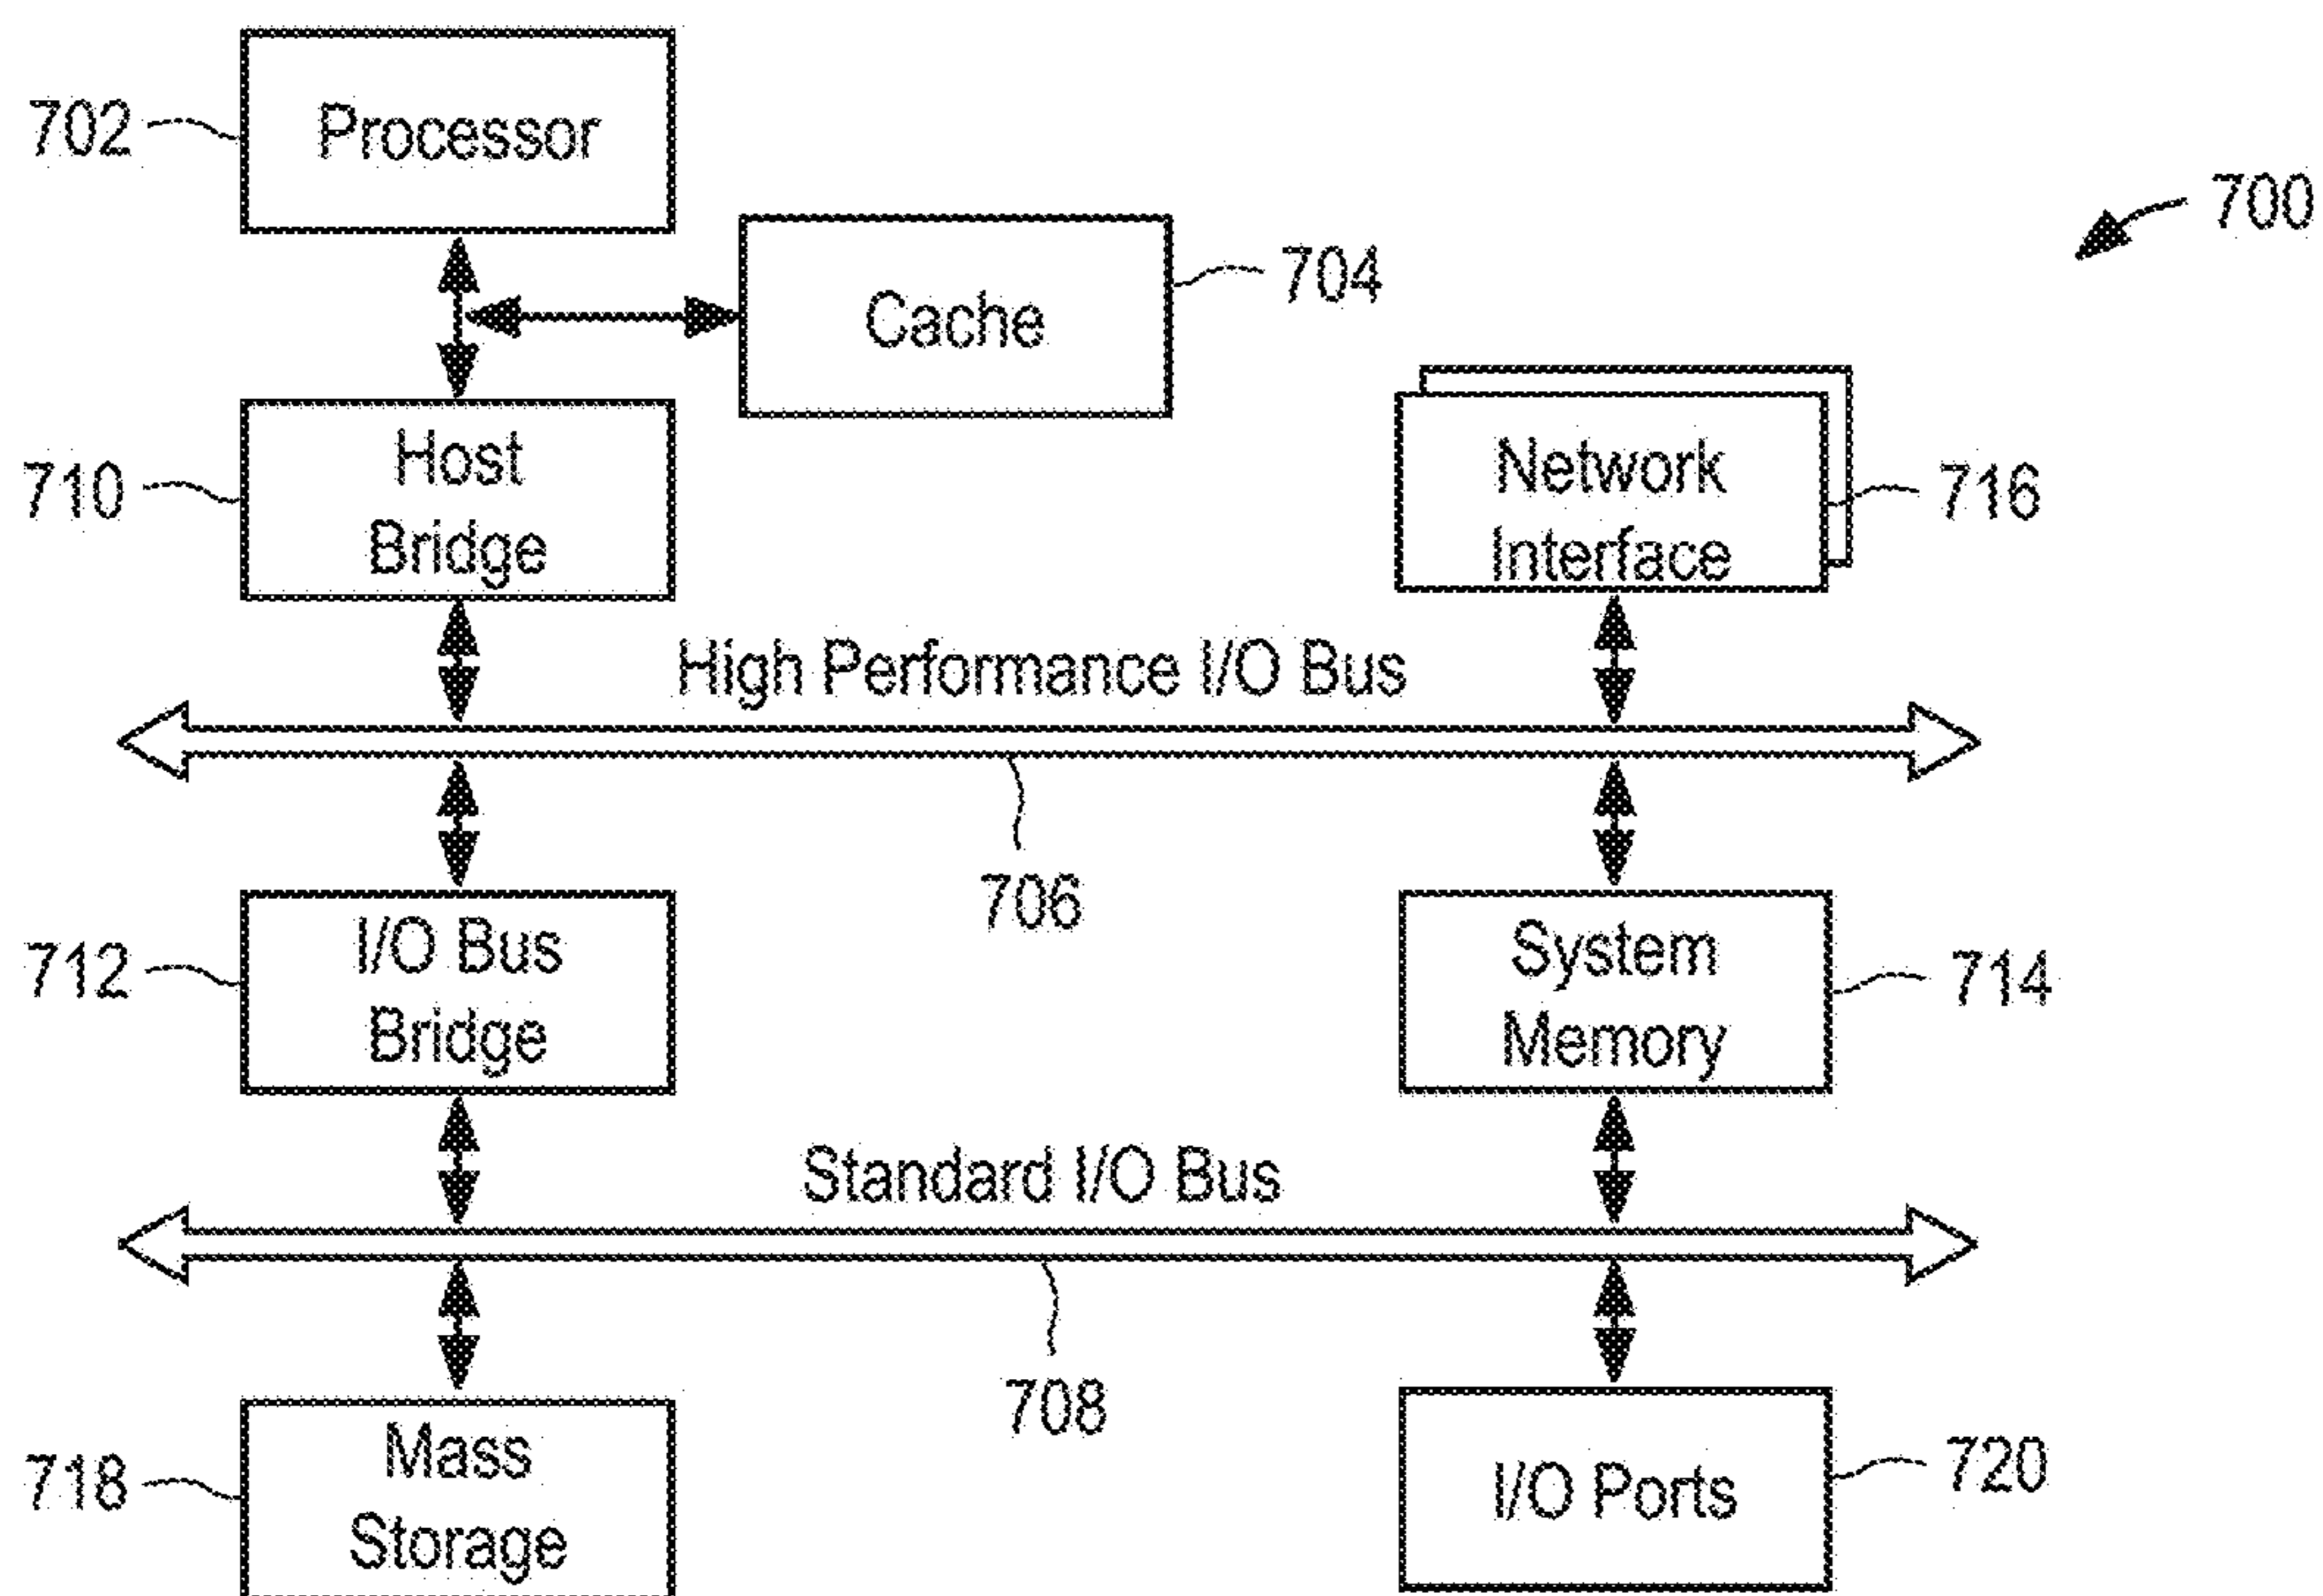 702
Processor
700
704
Cache
Host
Bridge
710
Network
Interface
716
High Performance I/O Bus
706
712
I/O Bus
Bridge
System
Memory
714
Standard I/O Bus
708
718
Mass
Storage
I/O Ports
720